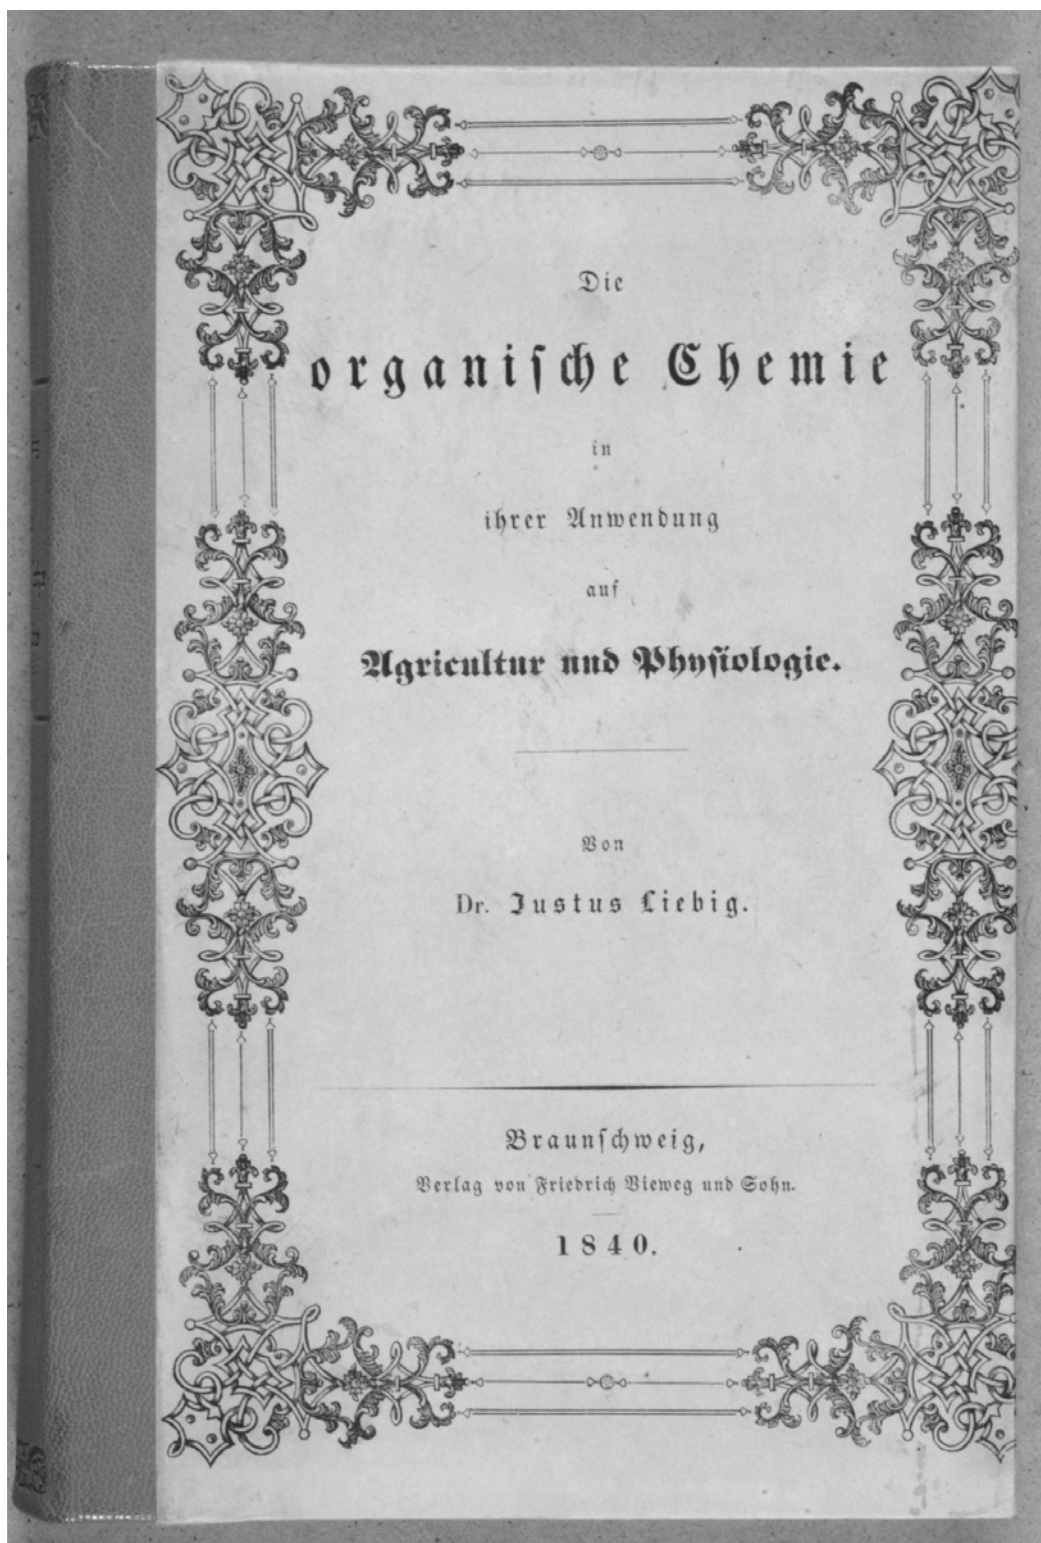 Die
organische Chemie
in
ihrer Anwendung
auf
Agricultur und Physiologie.
Von
Dr. Justus Liebig.
Braunschweig,
Verlag von Friedrich Vieweg und Sohn.
1840.